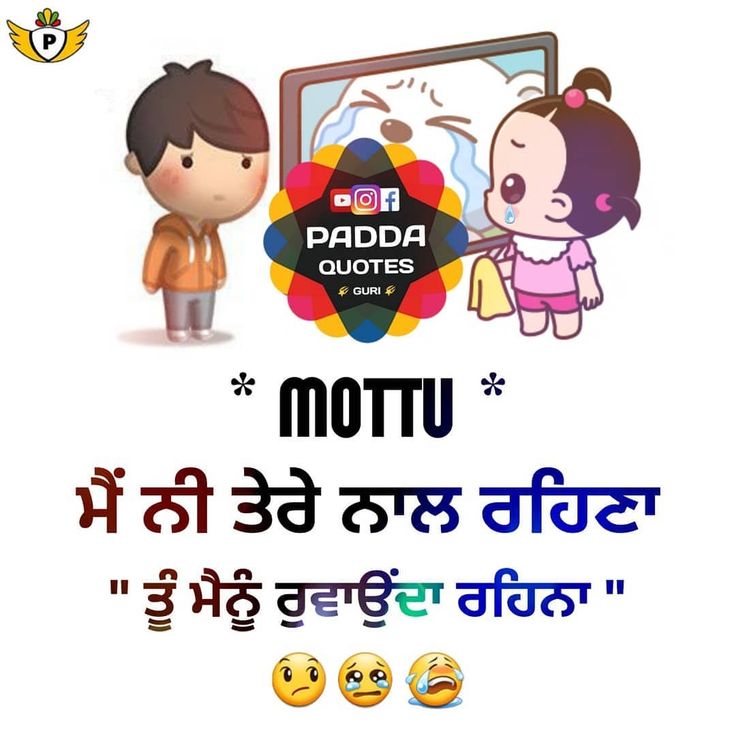 P
PADDA
QUOTES
GURI
* MOTTU *
ਮੈਂ ਨੀ ਤੇਰੇ ਨਾਲ ਰਹਿਣਾ
" ਤੂੰ ਮੈਨੂੰ ਰੁਵਾਉਂਦਾ ਰਹਿਨਾ "